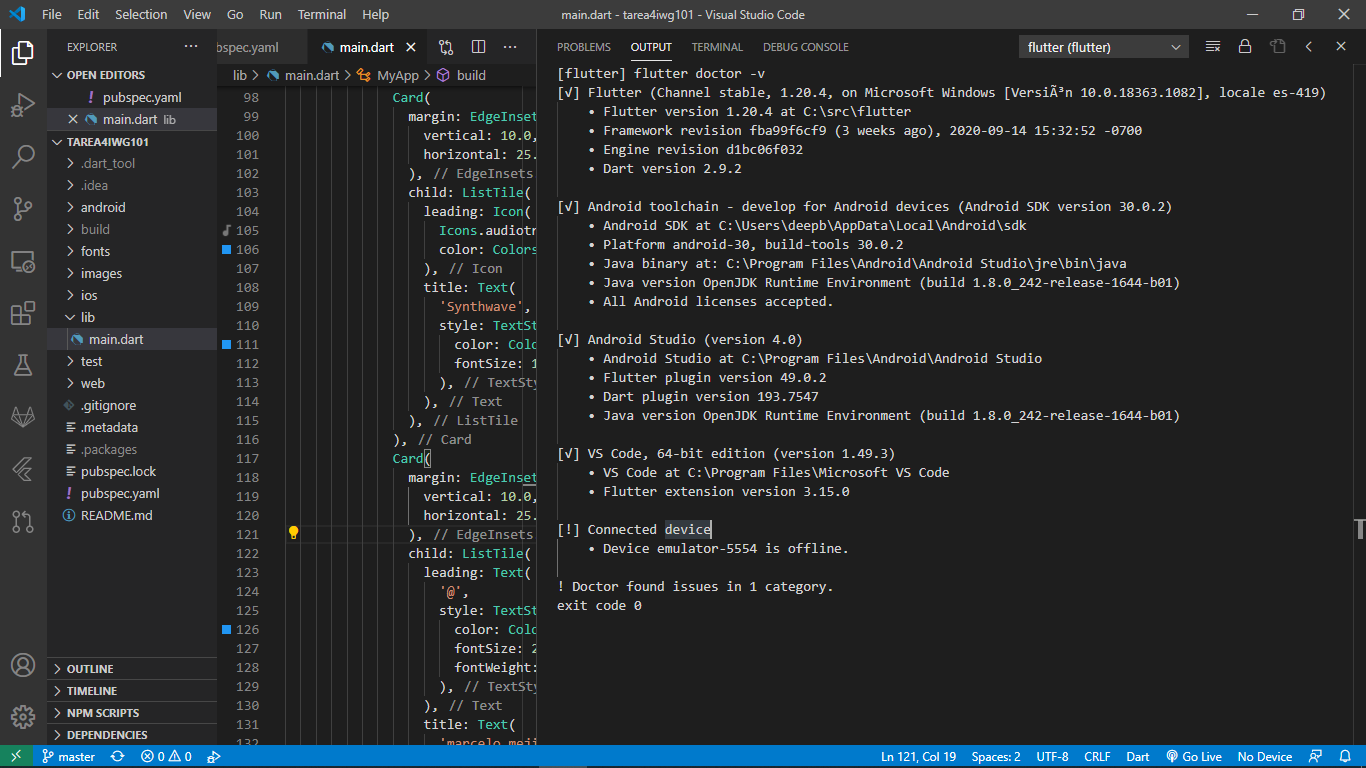 File Edit Selection View Go Run Terminal Help
main.dart - tarea4iwg101 - Visual Studio Code
EXPLORER
OPEN EDITORS
! pubspec.yaml
main.dart lib
TAREA4IWG101
.dart_tool
.idea
android
build
fonts
images
ios
lib
main.dart
test
web
.gitignore
.metadata
.packages
pubspec.lock
! pubspec.yaml
README.md
OUTLINE
TIMELINE
NPM SCRIPTS
DEPENDENCIES
bspec.yaml
main.dart
lib > main.dart > MyApp > build
98 Card(
99 margin: EdgeInset
100 vertical: 10.0,
101 horizontal: 25.
102 ), // EdgeInsets
103 child: ListTile(
104 leading: Icon(
105 Icons.audiotr
106 color: Colors
107 ), // Icon
108 title: Text(
109 'Synthwave',
110 style: TextSt
111 color: Colo
112 fontSize: 1
113 ), // TextSty
114 ), // Text
115 ), // ListTile
116 ), // Card
117 Card(
118 margin: EdgeInset
119 vertical: 10.0,
120 horizontal: 25.
121 ), // EdgeInsets
122 child: ListTile(
123 leading: Text(
124 '@',
125 style: TextSt
126 color: Colo
127 fontSize: 2
128 fontWeight:
129 ), // TextSty
130 ), // Text
131 title: Text(
132 'marcelo.meji
PROBLEMS OUTPUT TERMINAL DEBUG CONSOLE
flutter (flutter)
[flutter] flutter doctor -v
[√] Flutter (Channel stable, 1.20.4, on Microsoft Windows [VersiÃ³n 10.0.18363.1082], locale es-419)
• Flutter version 1.20.4 at C:\src\flutter
• Framework revision fba99f6cf9 (3 weeks ago), 2020-09-14 15:32:52 -0700
• Engine revision d1bc06f032
• Dart version 2.9.2
[√] Android toolchain - develop for Android devices (Android SDK version 30.0.2)
• Android SDK at C:\Users\deepb\AppData\Local\Android\sdk
• Platform android-30, build-tools 30.0.2
• Java binary at: C:\Program Files\Android\Android Studio\jre\bin\java
• Java version OpenJDK Runtime Environment (build 1.8.0_242-release-1644-b01)
• All Android licenses accepted.
[√] Android Studio (version 4.0)
• Android Studio at C:\Program Files\Android\Android Studio
• Flutter plugin version 49.0.2
• Dart plugin version 193.7547
• Java version OpenJDK Runtime Environment (build 1.8.0_242-release-1644-b01)
[√] VS Code, 64-bit edition (version 1.49.3)
• VS Code at C:\Program Files\Microsoft VS Code
• Flutter extension version 3.15.0
[!] Connected device
• Device emulator-5554 is offline.
! Doctor found issues in 1 category.
exit code 0
master 0 0
Ln 121, Col 19 Spaces: 2 UTF-8 CRLF Dart Go Live No Device